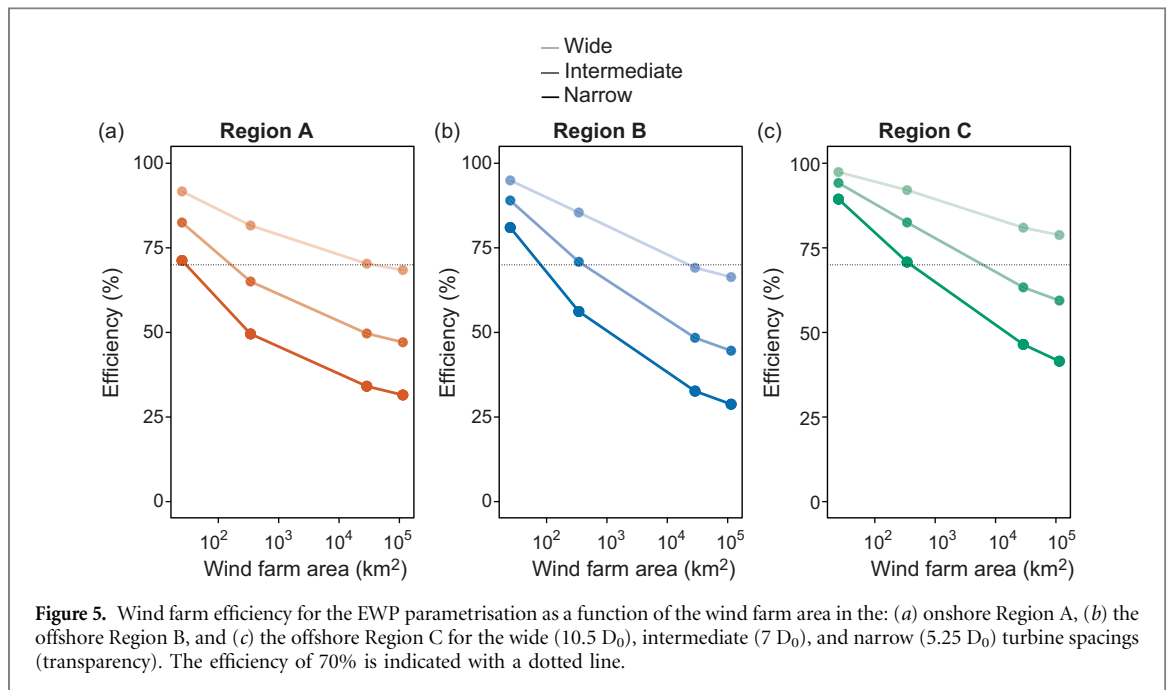 Wide
Intermediate
Narrow
(a) Region A
(b) Region B
(c) Region C
Efficiency (%)
100
75
50
25
0
10² 10³ 10⁴ 10⁵
Wind farm area (km²)
Efficiency (%)
100
75
50
25
0
10² 10³ 10⁴ 10⁵
Wind farm area (km²)
Efficiency (%)
100
75
50
25
0
10² 10³ 10⁴ 10⁵
Wind farm area (km²)
Figure 5. Wind farm efficiency for the EWP parametrisation as a function of the wind farm area in the: (a) onshore Region A, (b) the
offshore Region B, and (c) the offshore Region C for the wide (10.5 D₀), intermediate (7 D₀), and narrow (5.25 D₀) turbine spacings
(transparency). The efficiency of 70% is indicated with a dotted line.